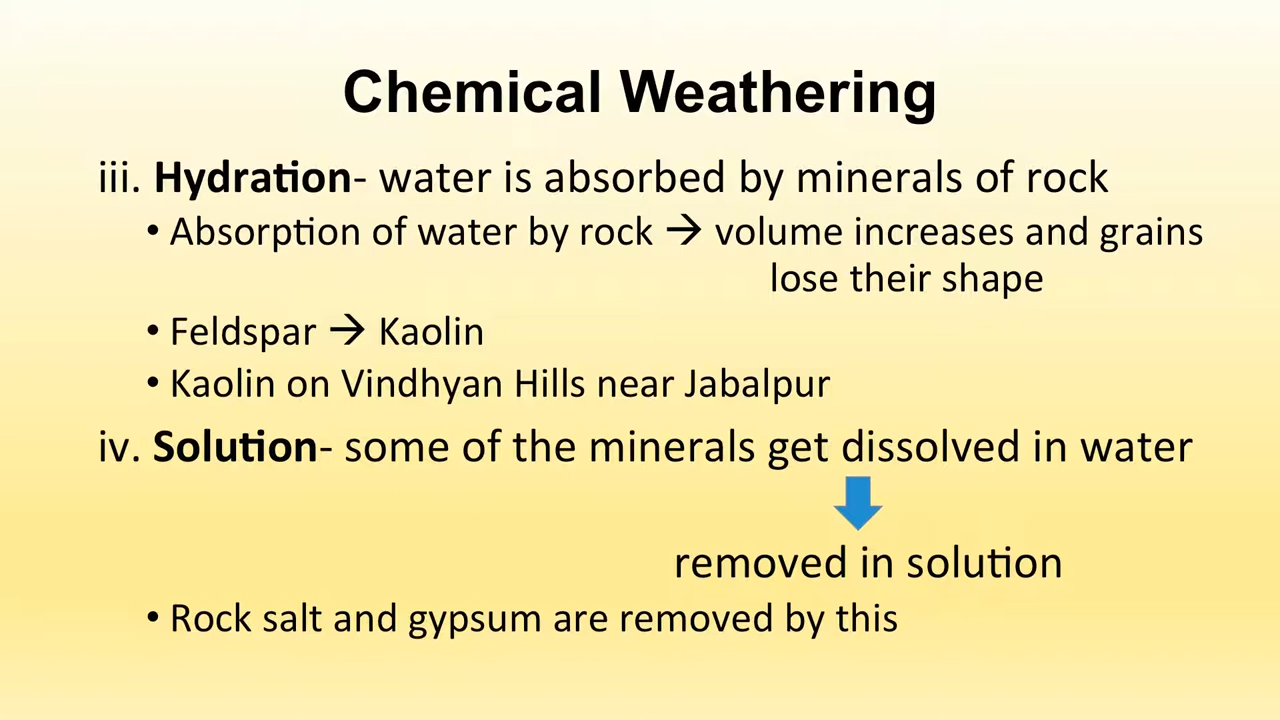 Chemical Weathering
iii. Hydration- water is absorbed by minerals of rock
• Absorption of water by rock → volume increases and grains
lose their shape
• Feldspar → Kaolin
• Kaolin on Vindhyan Hills near Jabalpur
iv. Solution- some of the minerals get dissolved in water
removed in solution
• Rock salt and gypsum are removed by this